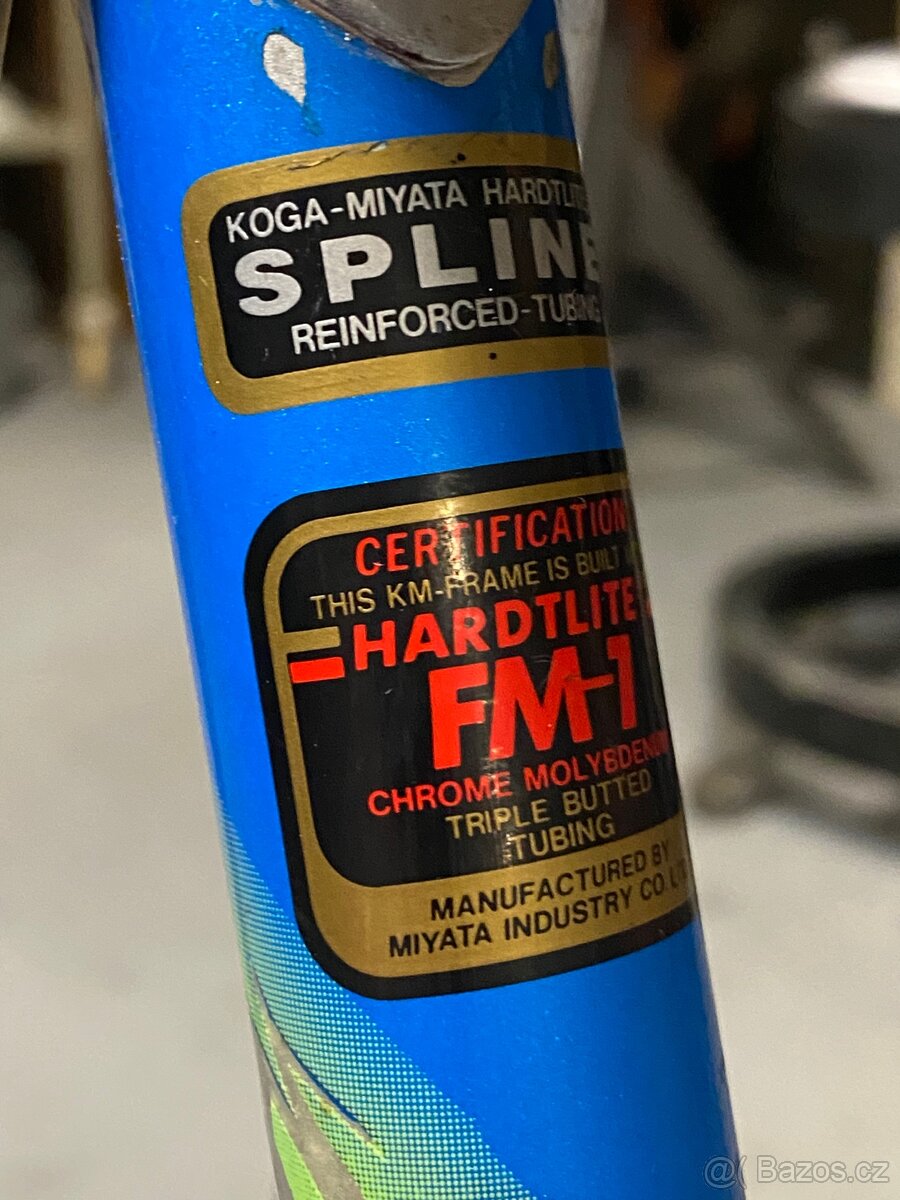 KOGA-MIYATA HARDTLITE
SPLINE
REINFORCED-TUBING
CERTIFICATION
THIS KM-FRAME IS BUILT
HARDTLITE
FM-1
CHROME MOLYBDENUM
TRIPLE BUTTED
TUBING
MANUFACTURED BY
MIYATA INDUSTRY CO.
@( Bazos.cz